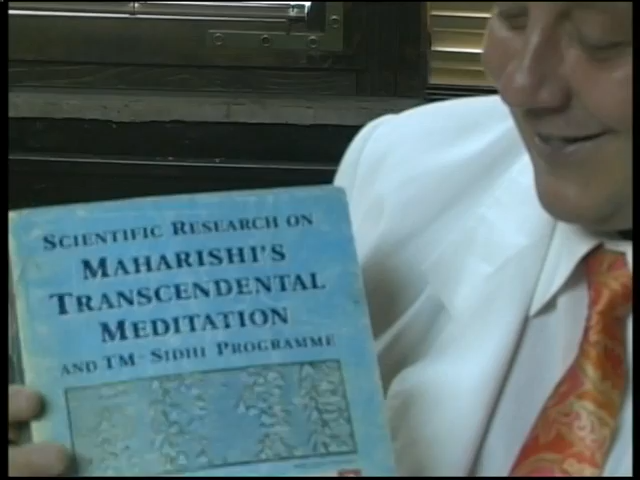 SCIENTIFIC RESEARCH ON
MAHARISHI'S
TRANSCENDENTAL
MEDITATION
AND TM - SIDHI PROGRAMME